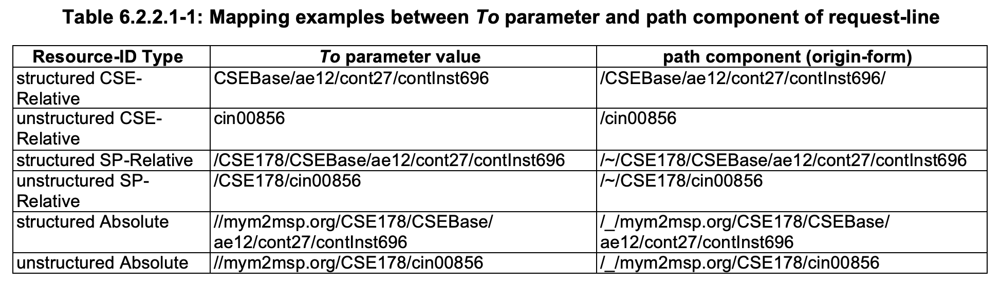 Table 6.2.2.1-1: Mapping examples between To parameter and path component of request-line
Resource-ID Type To parameter value path component (origin-form)
structured CSE- CSEBase/ae12/cont27/contInst696 /CSEBase/ae12/cont27/contInst696/
Relative
unstructured CSE- cin00856 /cin00856
Relative
structured SP-Relative /CSE178/CSEBase/ae12/cont27/contInst696 /~/CSE178/CSEBase/ae12/cont27/contInst696
unstructured SP- /CSE178/cin00856 /~/CSE178/cin00856
Relative
structured Absolute //mym2msp.org/CSE178/CSEBase/ /_/mym2msp.org/CSE178/CSEBase/
ae12/cont27/contInst696 ae12/cont27/contInst696
unstructured Absolute //mym2msp.org/CSE178/cin00856 /_/mym2msp.org/CSE178/cin00856